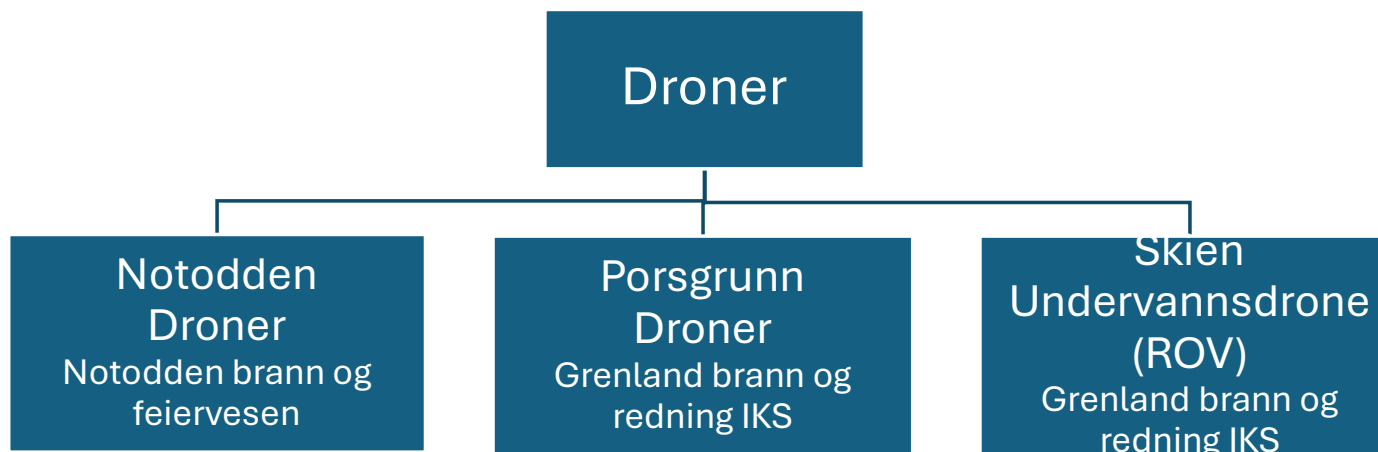 Droner
Notodden
Droner
Notodden brann og
feiervesen
Porsgrunn
Droner
Grenland brann og
redning IKS
Skien
Undervannsdrone
(ROV)
Grenland brann og
redning IKS